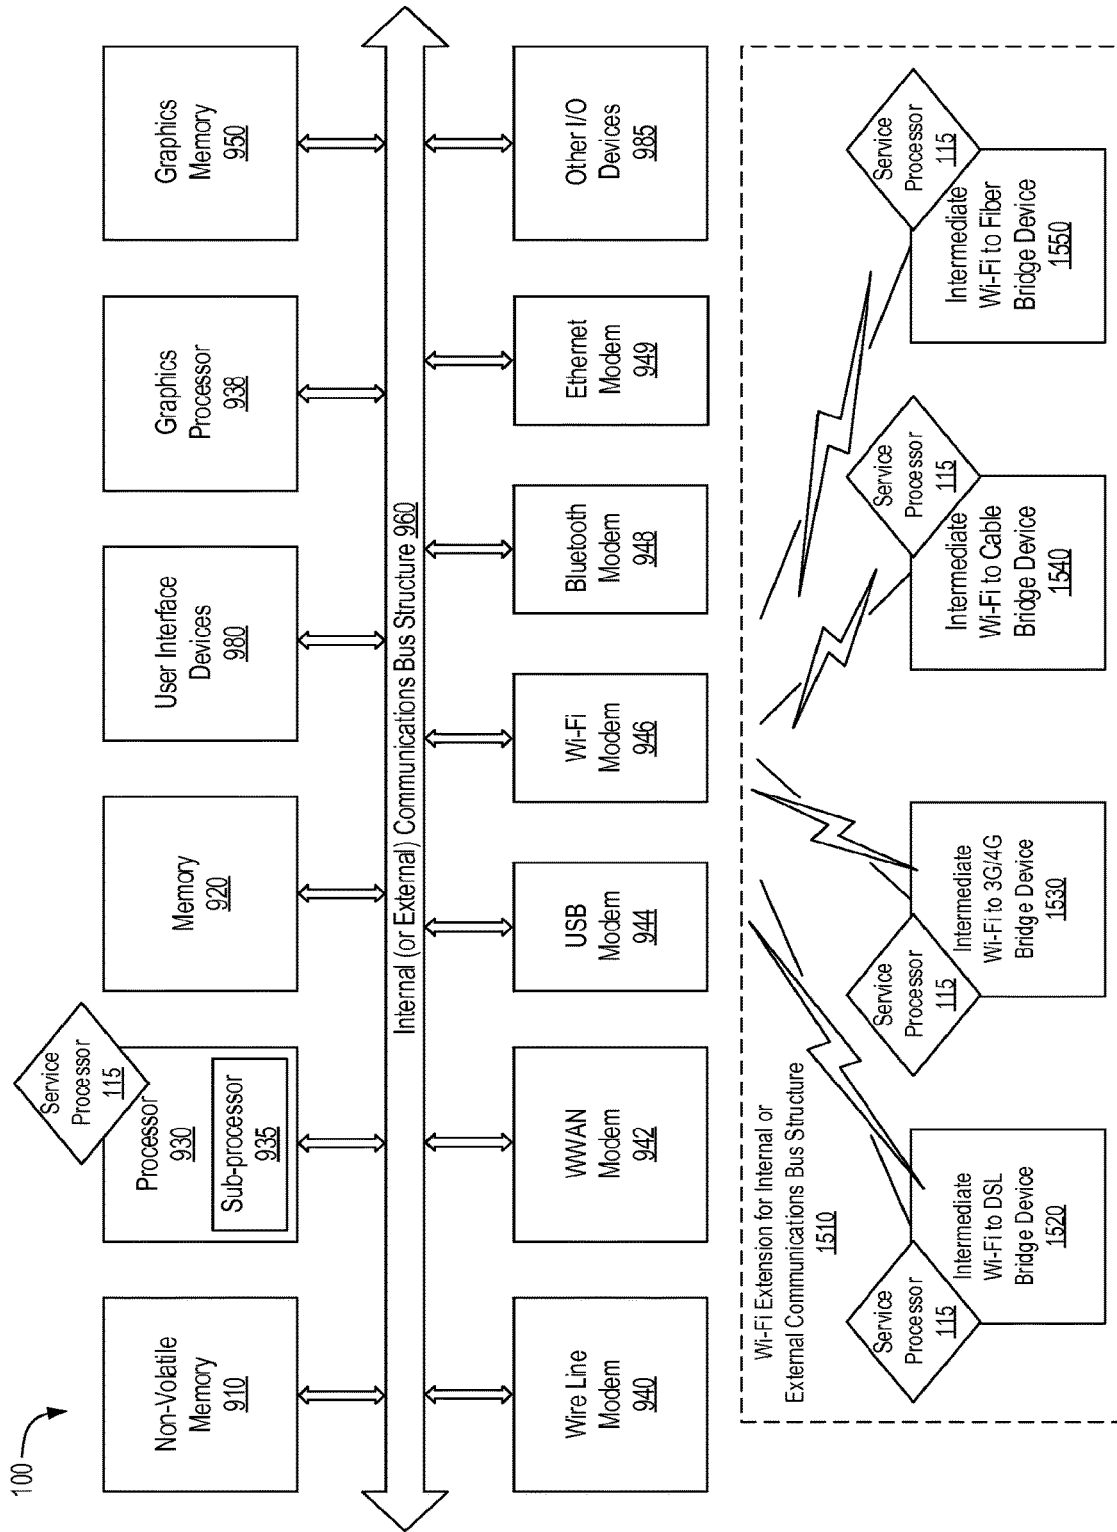 100
Non-Volatile
Memory
910
Service
Processor
115
Processor
930
Sub-processor
935
Memory
920
User Interface
Devices
980
Graphics
Processor
938
Graphics
Memory
950
Internal (or External) Communications Bus Structure 960
Wire Line
Modem
940
WWAN
Modem
942
USB
Modem
944
Wi-Fi
Modem
946
Bluetooth
Modem
948
Ethernet
Modem
949
Other I/O
Devices
985
Wi-Fi Extension for Internal or
External Communications Bus Structure
1510
Service
Processor
115
Intermediate
Wi-Fi to DSL
Bridge Device
1520
Service
Processor
115
Intermediate
Wi-Fi to 3G/4G
Bridge Device
1530
Service
Processor
115
Intermediate
Wi-Fi to Cable
Bridge Device
1540
Service
Processor
115
Intermediate
Wi-Fi to Fiber
Bridge Device
1550